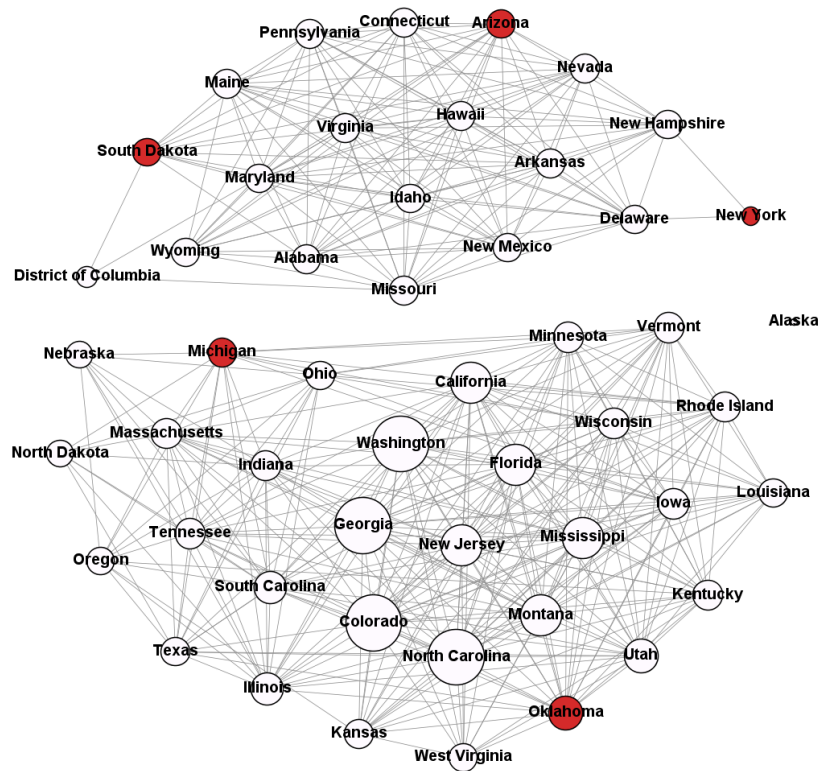 Connecticut
Arizona
Pennsylvania
Nevada
Maine
Hawaii
Virginia
New Hampshire
South Dakota
Arkansas
Maryland
Idaho
Delaware
New York
Wyoming
Alabama
New Mexico
District of Columbia
Missouri
Alaska
Vermont
Minnesota
Nebraska
Michigan
Ohio
California
Rhode Island
Wisconsin
Massachusetts
Washington
North Dakota
Indiana
Florida
Louisiana
Iowa
Georgia
Tennessee
New Jersey
Mississippi
Oregon
South Carolina
Kentucky
Colorado
Montana
Texas
North Carolina
Utah
Illinois
Oklahoma
Kansas
West Virginia